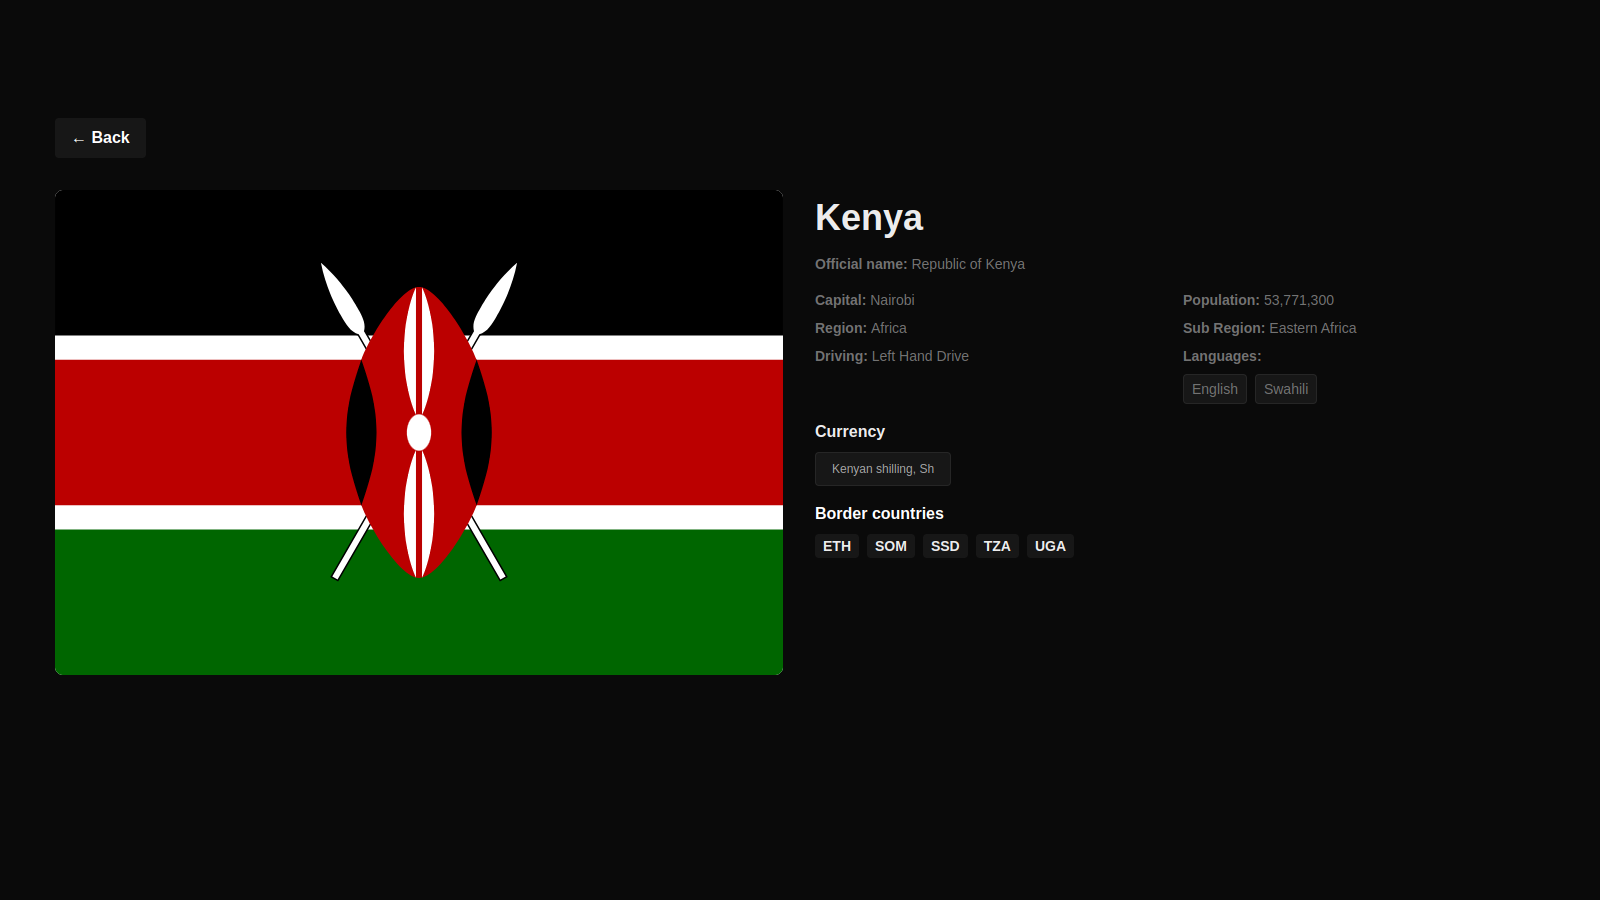 ← Back
Kenya
Official name: Republic of Kenya
Capital: Nairobi
Region: Africa
Driving: Left Hand Drive
Population: 53,771,300
Sub Region: Eastern Africa
Languages:
English Swahili
Currency
Kenyan shilling, Sh
Border countries
ETH SOM SSD TZA UGA